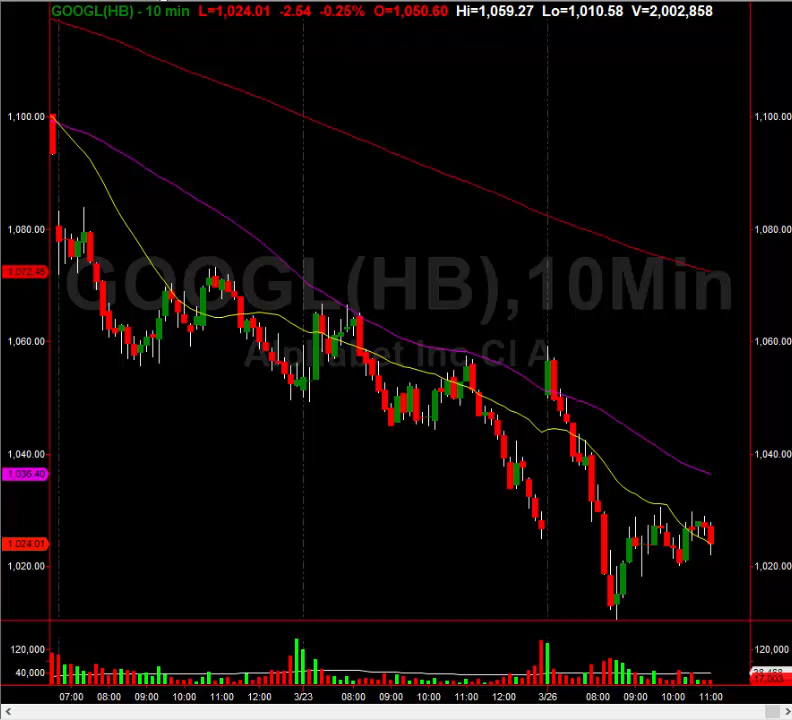 GOOGL(HB) - 10 min L=1,024.01 -2.54 -0.25% O=1,050.60 Hi=1,059.27 Lo=1,010.58 V=2,002,858
1,100.00 1,100.00
1,080.00 1,080.00
1,072.45
GOOGL(HB),10Min
1,060.00 1,060.00
Alphabet Inc Cl A
1,040.00 1,040.00
1,036.40
1,024.01
1,020.00 1,020.00
120,000 120,000
40,000
17,003
07:00 08:00 09:00 10:00 11:00 12:00 3/23 08:00 09:00 10:00 11:00 12:00 3/26 08:00 09:00 10:00 11:00